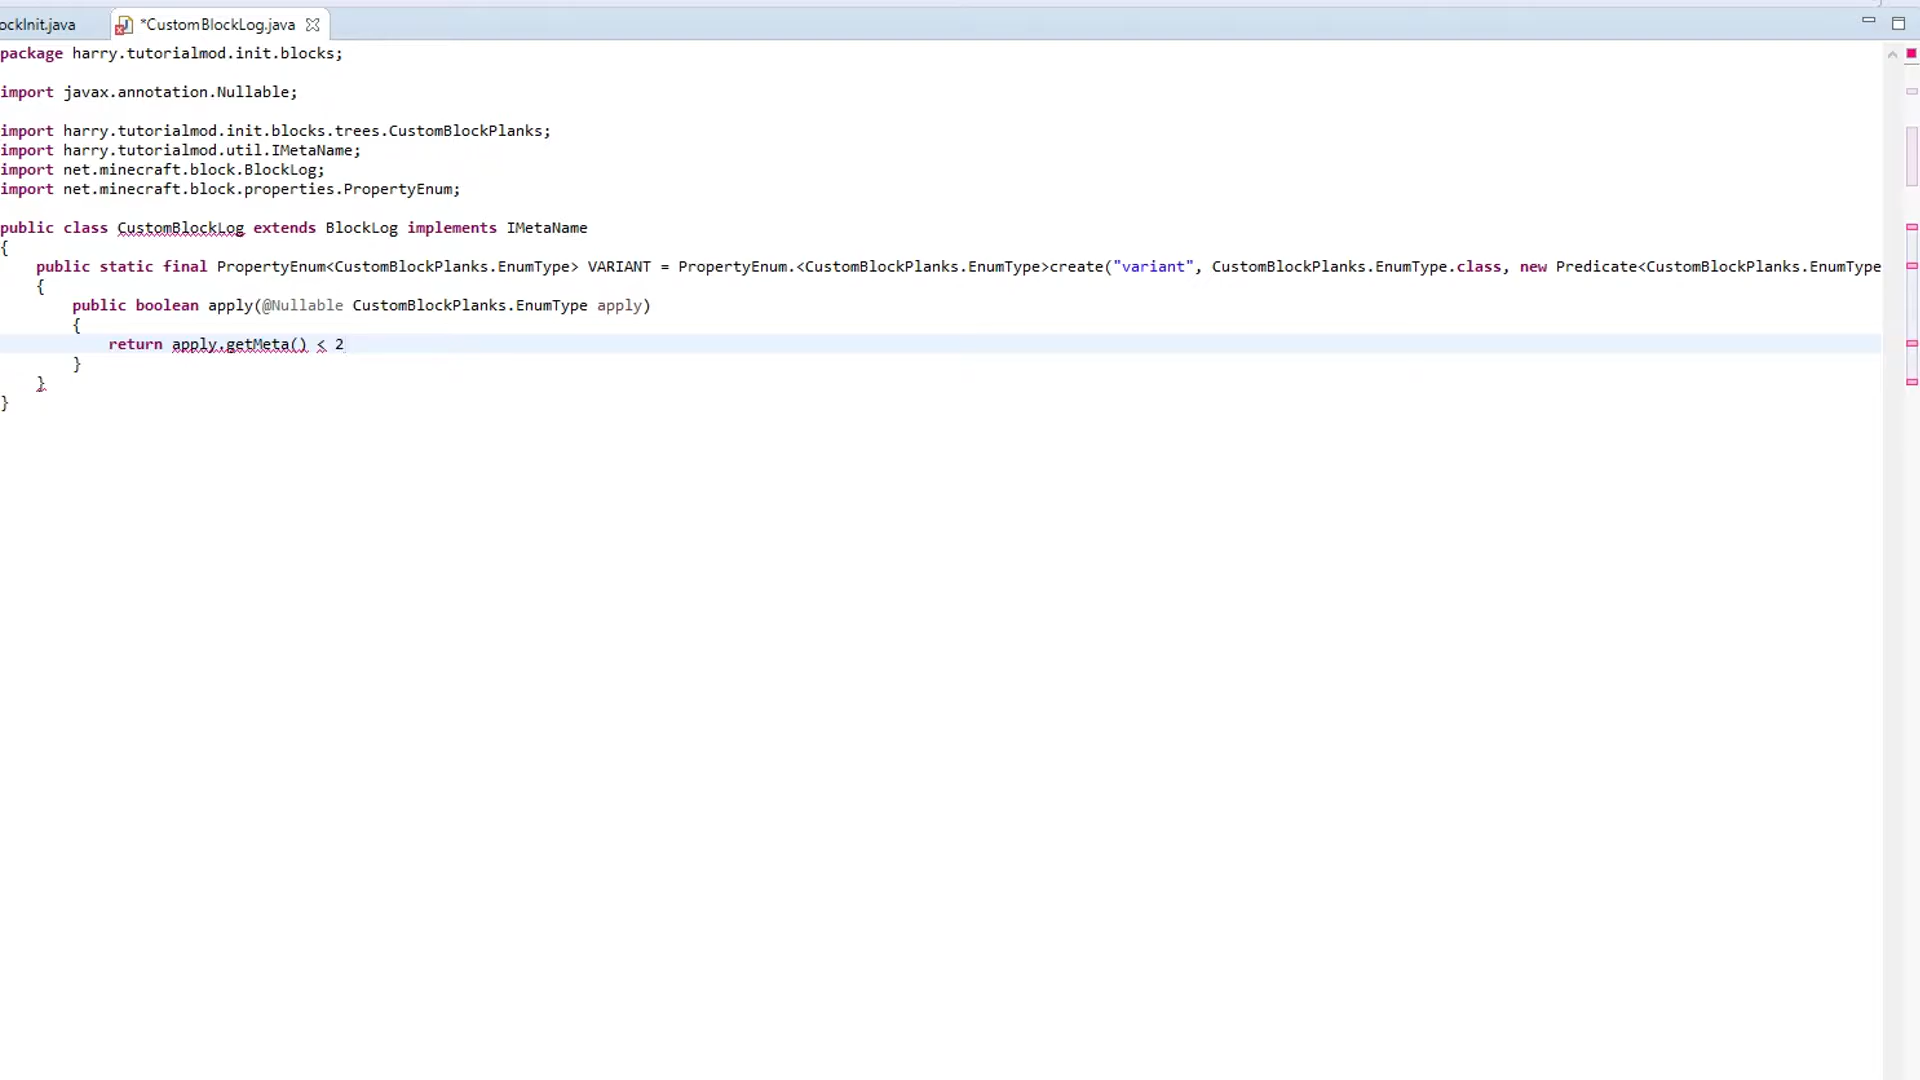 ockInit.java
*CustomBlockLog.java
package harry.tutorialmod.init.blocks;
import javax.annotation.Nullable;
import harry.tutorialmod.init.blocks.trees.CustomBlockPlanks;
import harry.tutorialmod.util.IMetaName;
import net.minecraft.block.BlockLog;
import net.minecraft.block.properties.PropertyEnum;
public class CustomBlockLog extends BlockLog implements IMetaName
{
public static final PropertyEnum<CustomBlockPlanks.EnumType> VARIANT = PropertyEnum.<CustomBlockPlanks.EnumType>create("variant", CustomBlockPlanks.EnumType.class, new Predicate<CustomBlockPlanks.EnumType
{
public boolean apply(@Nullable CustomBlockPlanks.EnumType apply)
{
return apply.getMeta() < 2
}
}
}